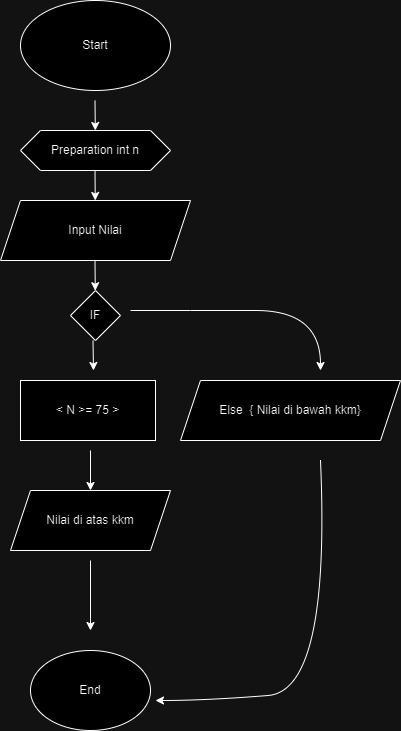 Start
Preparation int n
Input Nilai
IF
< N >= 75 >
Else { Nilai di bawah kkm}
Nilai di atas kkm
End